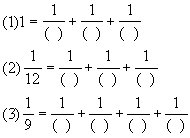 (1)1 = 1/( ) + 1/( ) + 1/( )
(2) 1/12 = 1/( ) + 1/( ) + 1/( )
(3) 1/9 = 1/( ) + 1/( ) + 1/( ) + 1/( )